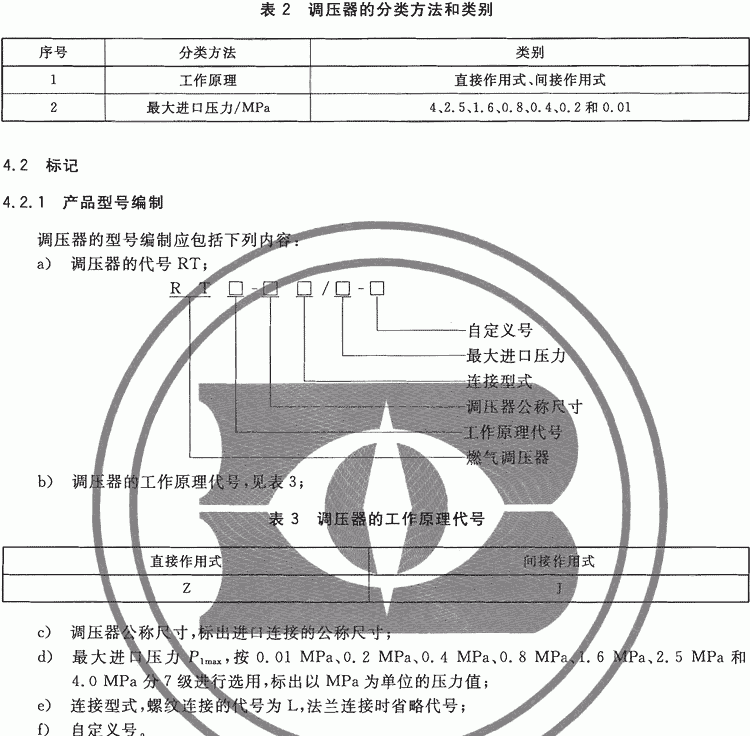 表 2 调压器的分类方法和类别
序号 分类方法 类别
1 工作原理 直接作用式、间接作用式
2 最大进口压力/MPa 4、2.5、1.6、0.8、0.4、0.2 和 0.01
4.2 标记
4.2.1 产品型号编制
调压器的型号编制应包括下列内容:
a) 调压器的代号 RT;
R T □-□ □/□-□
自定义号
最大进口压力
连接型式
调压器公称尺寸
工作原理代号
燃气调压器
b) 调压器的工作原理代号,见表 3;
表 3 调压器的工作原理代号
直接作用式 间接作用式
Z J
c) 调压器公称尺寸,标出进口连接的公称尺寸;
d) 最大进口压力 P1max,按 0.01 MPa、0.2 MPa、0.4 MPa、0.8 MPa、1.6 MPa、2.5 MPa 和
4.0 MPa 分 7 级进行选用,标出以 MPa 为单位的压力值;
e) 连接型式,螺纹连接的代号为 L,法兰连接时省略代号;
f) 自定义号。